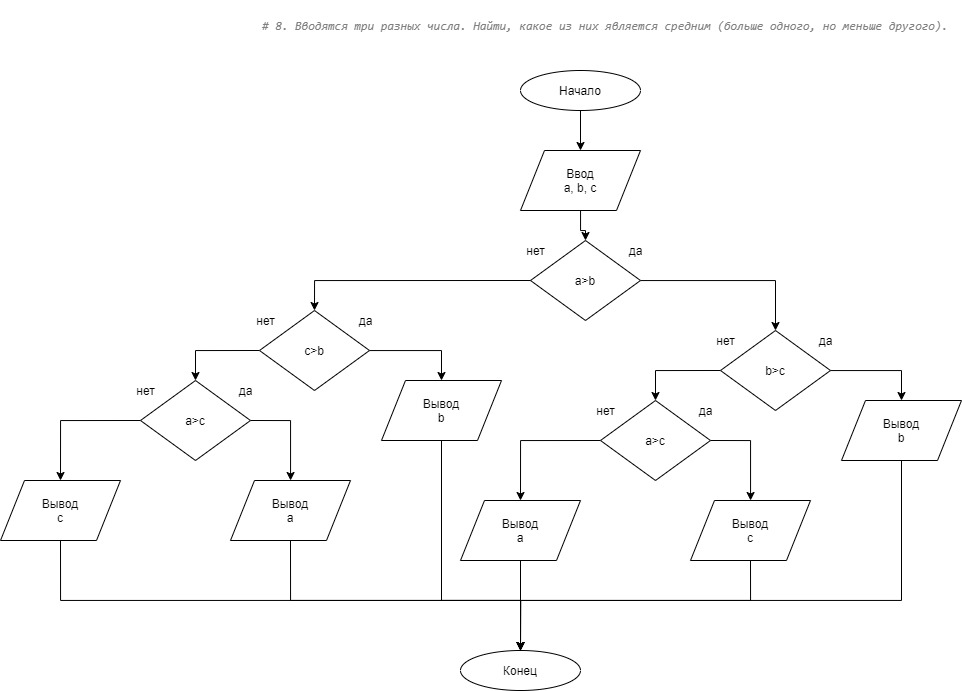 # 8. Вводятся три разных числа. Найти, какое из них является средним (больше одного, но меньше другого).
Начало
Ввод
a, b, c
нет
да
a>b
нет
да
c>b
нет
да
b>c
нет
да
a>c
Вывод
b
нет
да
a>c
Вывод
b
Вывод
c
Вывод
a
Вывод
a
Вывод
c
Конец